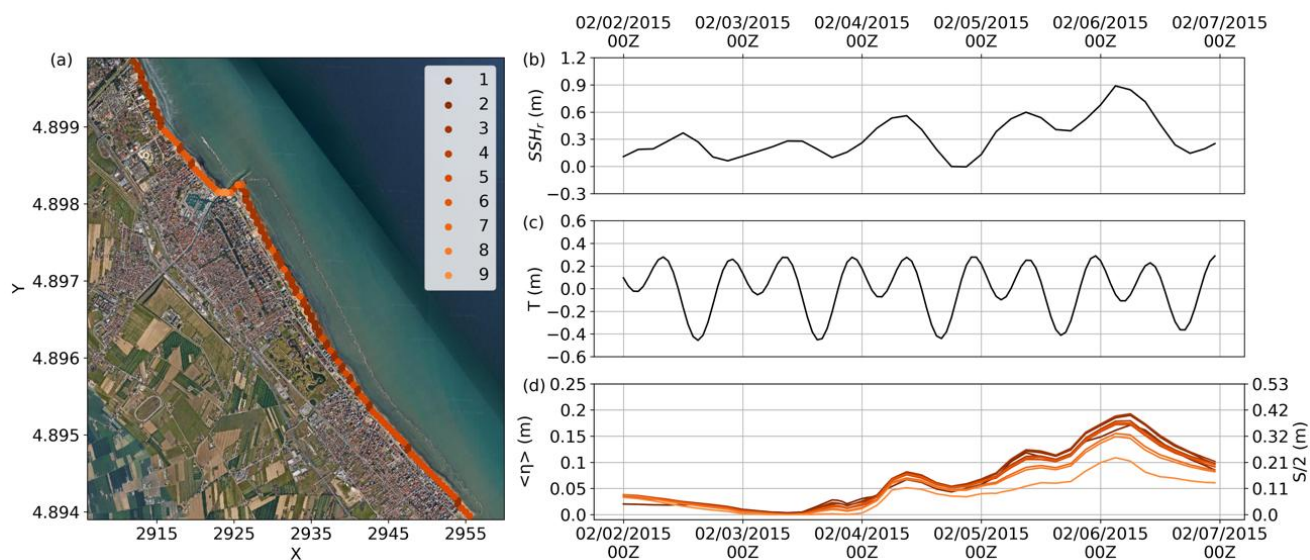 (a)
1
2
3
4
5
6
7
8
9
4.899
4.898
4.897
4.896
4.895
4.894
Y
2915 2925 2935 2945 2955
X
02/02/2015 02/03/2015 02/04/2015 02/05/2015 02/06/2015 02/07/2015
00Z 00Z 00Z 00Z 00Z 00Z
(b)
1.2
0.9
0.6
0.3
0.0
−0.3
SSHr (m)
(c)
0.6
0.4
0.2
0.0
−0.2
−0.4
−0.6
T (m)
(d)
0.25
0.2
0.15
0.1
0.05
0.0
<η> (m)
0.53
0.42
0.32
0.21
0.11
0.0
S/2 (m)
02/02/2015 02/03/2015 02/04/2015 02/05/2015 02/06/2015 02/07/2015
00Z 00Z 00Z 00Z 00Z 00Z